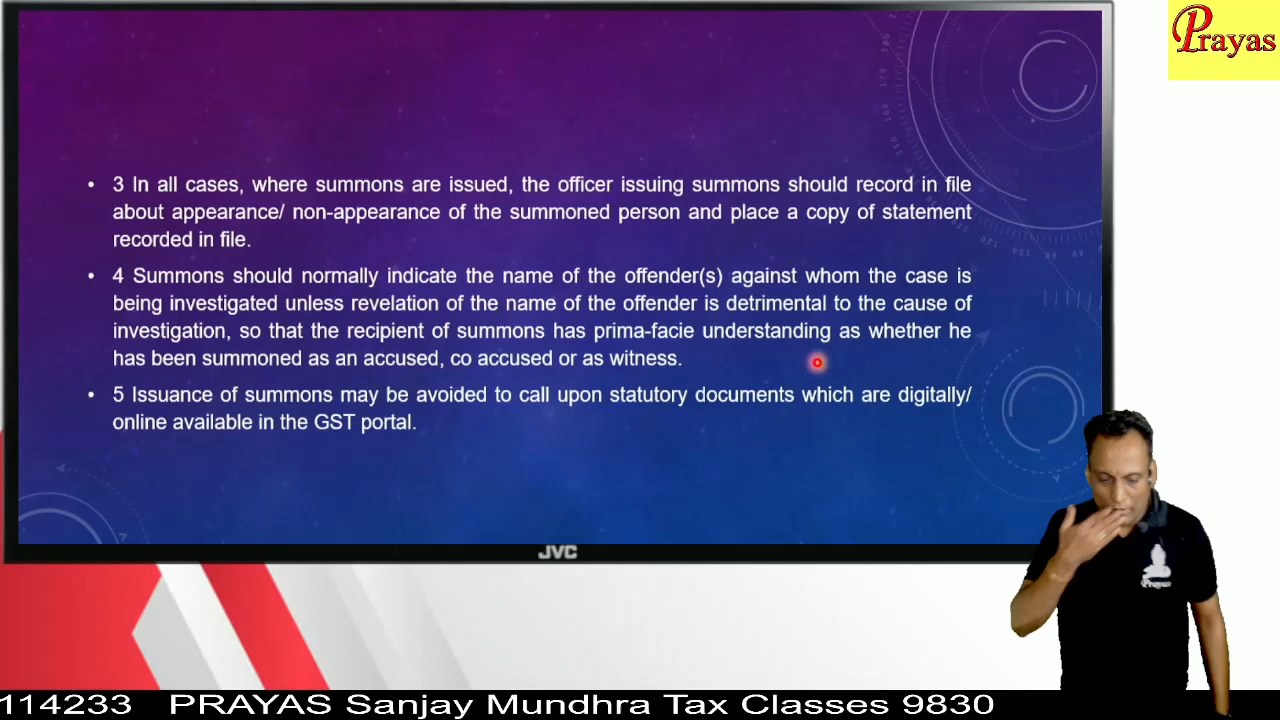 Prayas
• 3 In all cases, where summons are issued, the officer issuing summons should record in file
about appearance/ non-appearance of the summoned person and place a copy of statement
recorded in file.
• 4 Summons should normally indicate the name of the offender(s) against whom the case is
being investigated unless revelation of the name of the offender is detrimental to the cause of
investigation, so that the recipient of summons has prima-facie understanding as whether he
has been summoned as an accused, co accused or as witness.
• 5 Issuance of summons may be avoided to call upon statutory documents which are digitally/
online available in the GST portal.
JVC
Prayas
114233 PRAYAS Sanjay Mundhra Tax Classes 9830